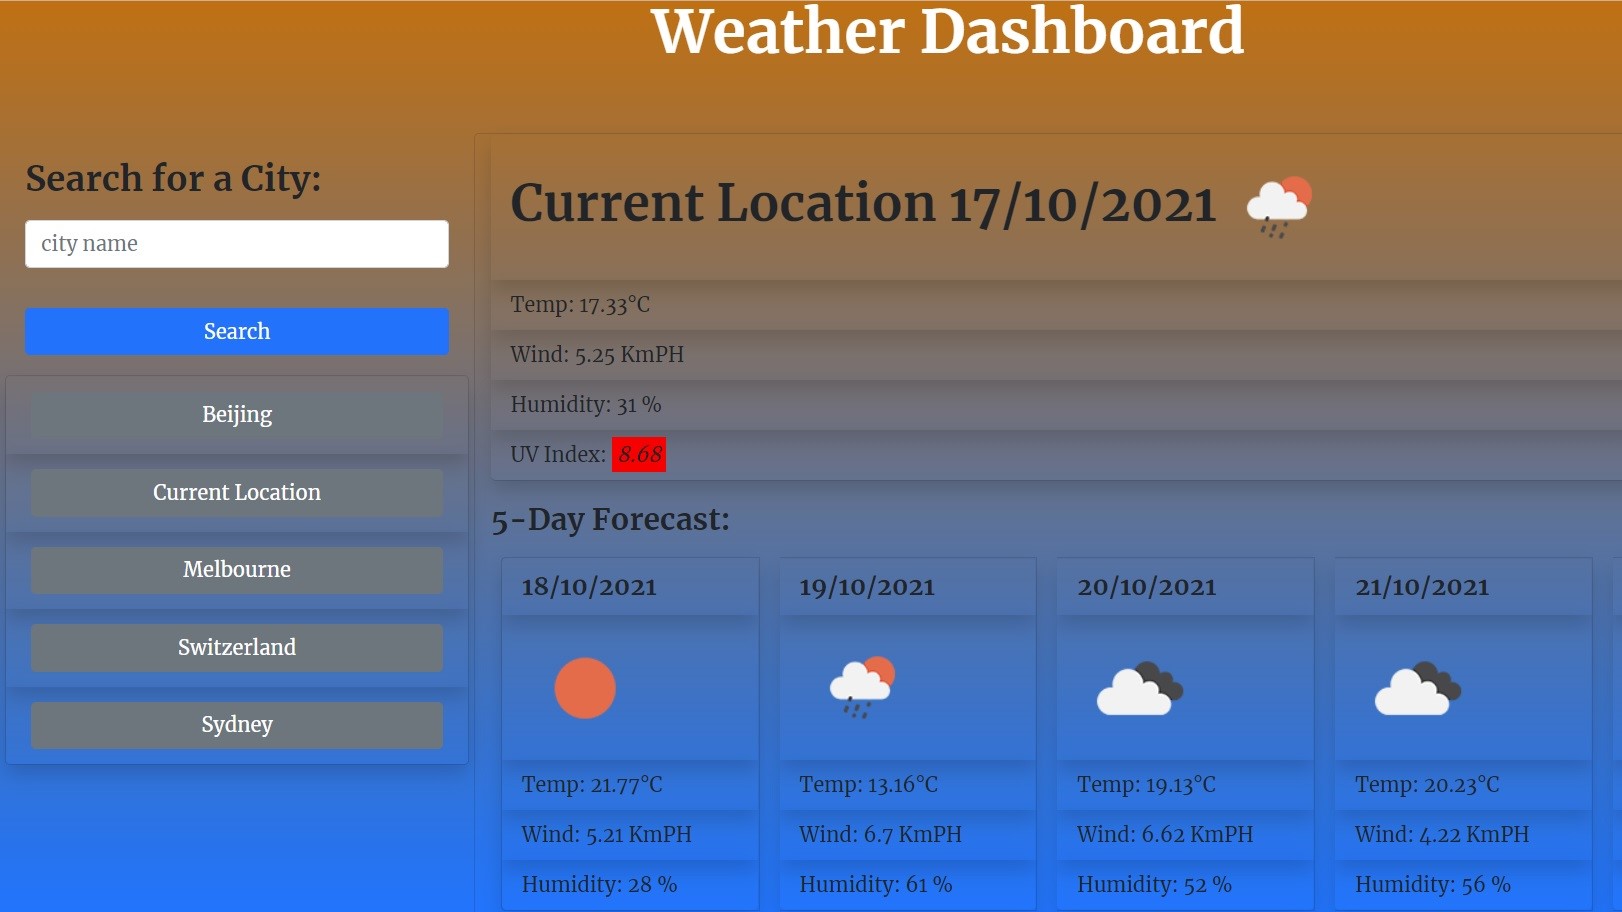 Weather Dashboard
Search for a City:
city name
Search
Beijing
Current Location
Melbourne
Switzerland
Sydney
Current Location 17/10/2021
Temp: 17.33°C
Wind: 5.25 KmPH
Humidity: 31 %
UV Index: 8.68
5-Day Forecast:
18/10/2021
Temp: 21.77°C
Wind: 5.21 KmPH
Humidity: 28 %
19/10/2021
Temp: 13.16°C
Wind: 6.7 KmPH
Humidity: 61 %
20/10/2021
Temp: 19.13°C
Wind: 6.62 KmPH
Humidity: 52 %
21/10/2021
Temp: 20.23°C
Wind: 4.22 KmPH
Humidity: 56 %